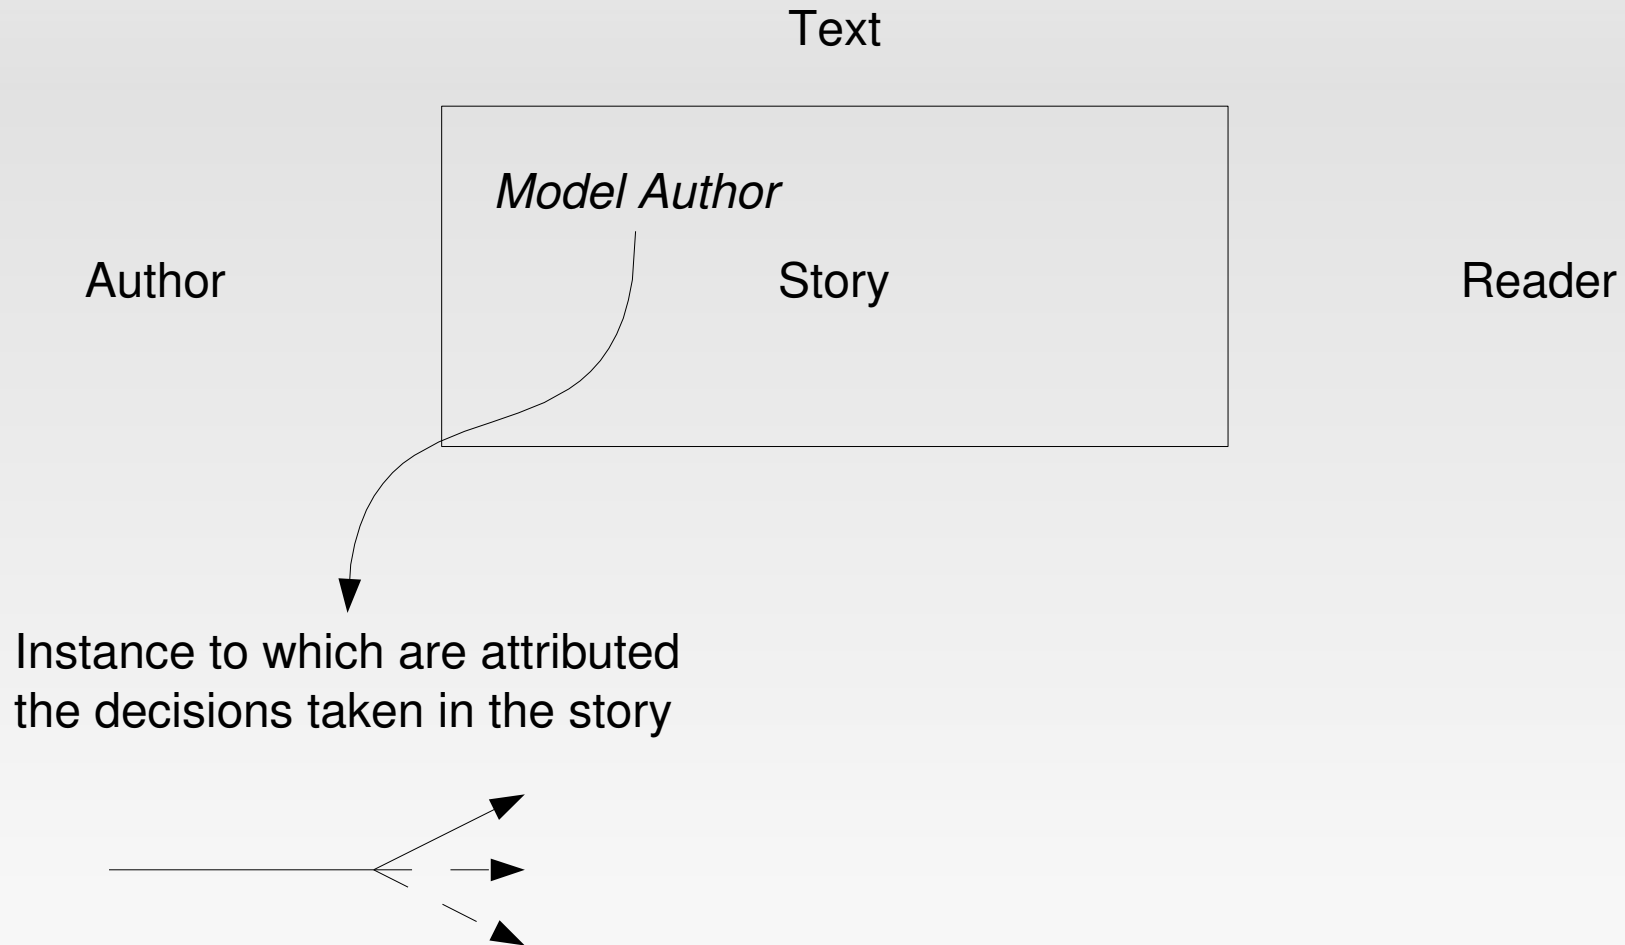 Text
Model Author
Author
Story
Reader
Instance to which are attributed
the decisions taken in the story